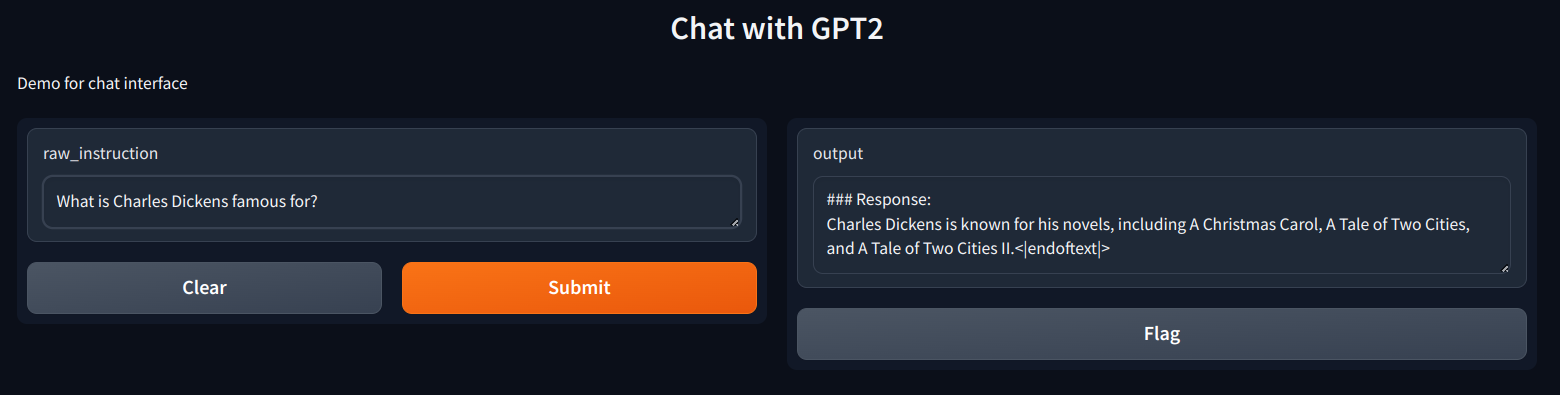 Chat with GPT2
Demo for chat interface
raw_instruction
What is Charles Dickens famous for?
Clear
Submit
output
### Response:
Charles Dickens is known for his novels, including A Christmas Carol, A Tale of Two Cities,
and A Tale of Two Cities II.<|endoftext|>
Flag